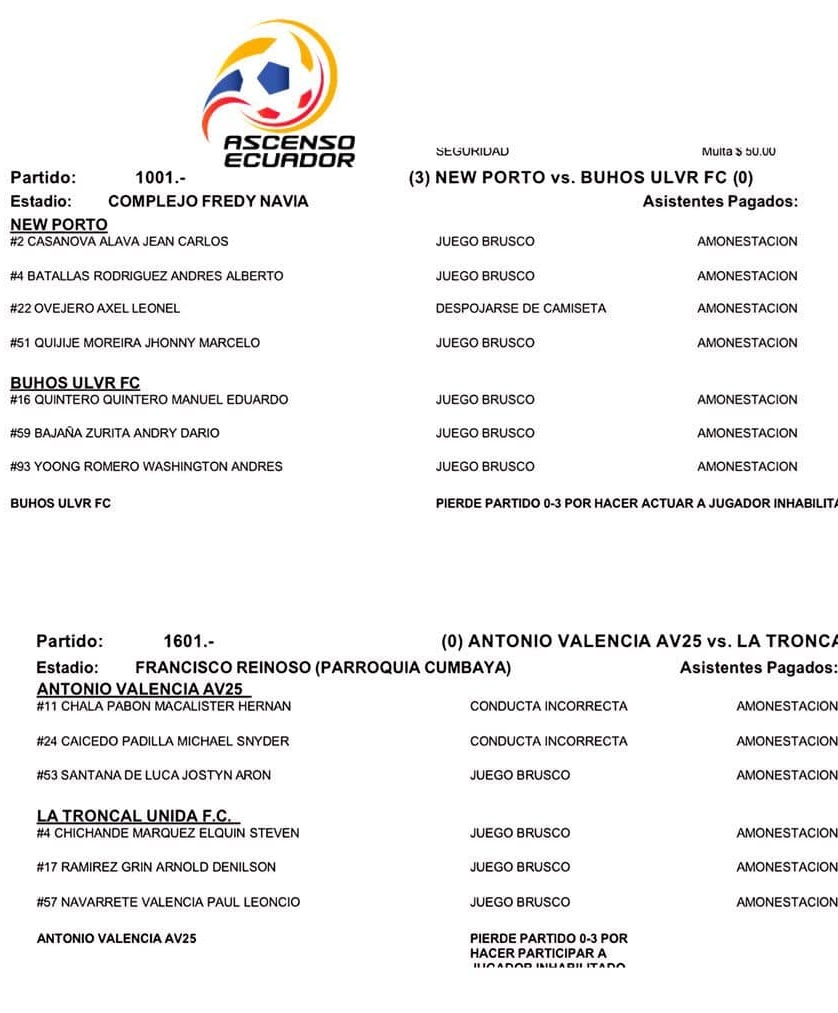 ASCENSO
ECUADOR
SEGURIDAD Multa $ 50.00
Partido: 1001.- (3) NEW PORTO vs. BUHOS ULVR FC (0)
Estadio: COMPLEJO FREDY NAVIA Asistentes Pagados:
NEW PORTO
#2 CASANOVA ALAVA JEAN CARLOS JUEGO BRUSCO AMONESTACION
#4 BATALLAS RODRIGUEZ ANDRES ALBERTO JUEGO BRUSCO AMONESTACION
#22 OVEJERO AXEL LEONEL DESPOJARSE DE CAMISETA AMONESTACION
#51 QUIJIJE MOREIRA JHONNY MARCELO JUEGO BRUSCO AMONESTACION
BUHOS ULVR FC
#16 QUINTERO QUINTERO MANUEL EDUARDO JUEGO BRUSCO AMONESTACION
#59 BAJAÑA ZURITA ANDRY DARIO JUEGO BRUSCO AMONESTACION
#93 YOONG ROMERO WASHINGTON ANDRES JUEGO BRUSCO AMONESTACION
BUHOS ULVR FC PIERDE PARTIDO 0-3 POR HACER ACTUAR A JUGADOR INHABILITA
Partido: 1601.- (0) ANTONIO VALENCIA AV25 vs. LA TRONCA
Estadio: FRANCISCO REINOSO (PARROQUIA CUMBAYA) Asistentes Pagados:
ANTONIO VALENCIA AV25
#11 CHALA PABON MACALISTER HERNAN CONDUCTA INCORRECTA AMONESTACION
#24 CAICEDO PADILLA MICHAEL SNYDER CONDUCTA INCORRECTA AMONESTACION
#53 SANTANA DE LUCA JOSTYN ARON JUEGO BRUSCO AMONESTACION
LA TRONCAL UNIDA F.C.
#4 CHICHANDE MARQUEZ ELQUIN STEVEN JUEGO BRUSCO AMONESTACION
#17 RAMIREZ GRIN ARNOLD DENILSON JUEGO BRUSCO AMONESTACION
#57 NAVARRETE VALENCIA PAUL LEONCIO JUEGO BRUSCO AMONESTACION
ANTONIO VALENCIA AV25 PIERDE PARTIDO 0-3 POR
HACER PARTICIPAR A
JUGADOR INHABILITADO